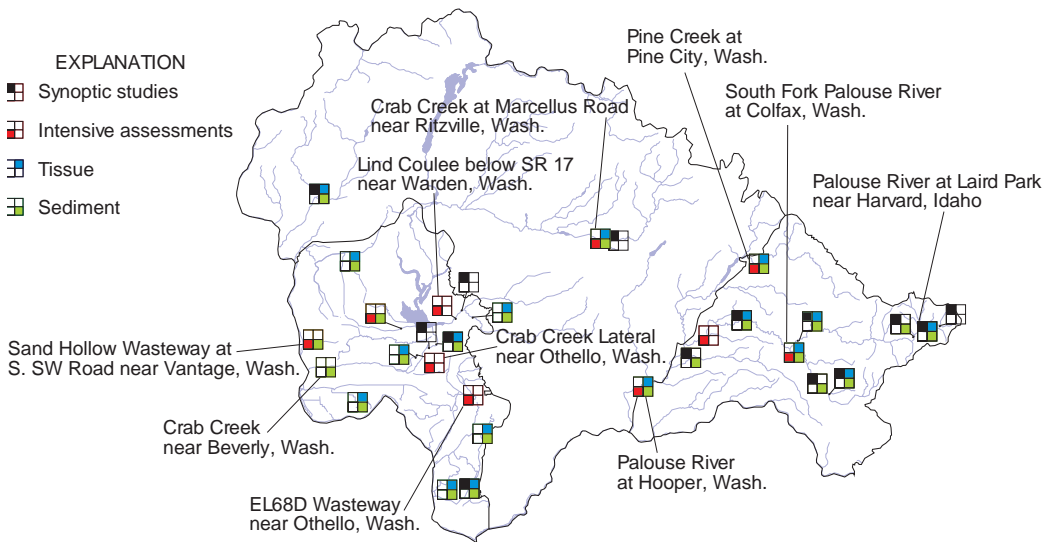 EXPLANATION
Synoptic studies
Intensive assessments
Tissue
Sediment
Pine Creek at
Pine City, Wash.
South Fork Palouse River
at Colfax, Wash.
Crab Creek at Marcellus Road
near Ritzville, Wash.
Lind Coulee below SR 17
near Warden, Wash.
Palouse River at Laird Park
near Harvard, Idaho
Sand Hollow Wasteway at
S. SW Road near Vantage, Wash.
Crab Creek Lateral
near Othello, Wash.
Crab Creek
near Beverly, Wash.
Palouse River
at Hooper, Wash.
EL68D Wasteway
near Othello, Wash.